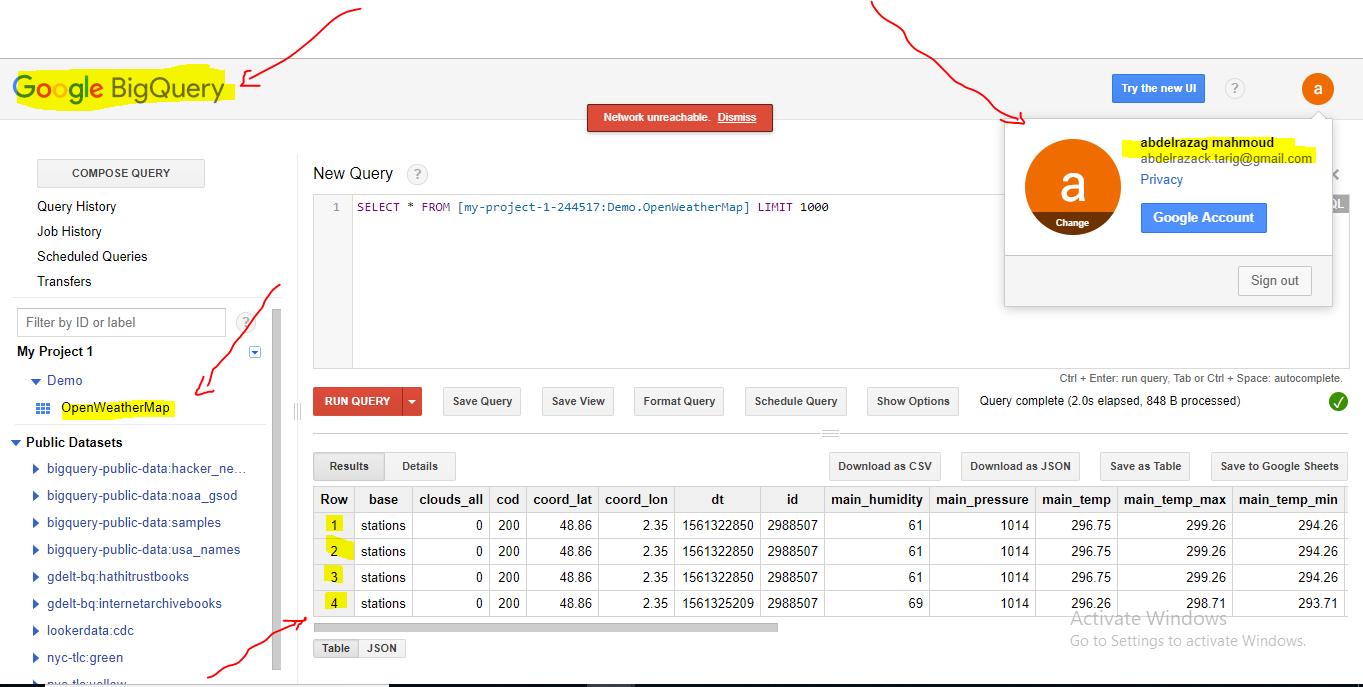 Google BigQuery
Try the new UI
?
a
Network unreachable. Dismiss
abdelrazag mahmoud
abdelrazack.tarig@gmail.com
Privacy
Google Account
a
Change
Sign out
COMPOSE QUERY
Query History
Job History
Scheduled Queries
Transfers
Filter by ID or label
?
My Project 1
Demo
OpenWeatherMap
Public Datasets
bigquery-public-data:hacker_ne…
bigquery-public-data:noaa_gsod
bigquery-public-data:samples
bigquery-public-data:usa_names
gdelt-bq:hathitrustbooks
gdelt-bq:internetarchivebooks
lookerdata:cdc
nyc-tlc:green
nyc-tlc:yellow
New Query ?
QL
1 SELECT * FROM [my-project-1-244517:Demo.OpenWeatherMap] LIMIT 1000
Ctrl + Enter: run query, Tab or Ctrl + Space: autocomplete.
RUN QUERY Save Query Save View Format Query Schedule Query Show Options Query complete (2.0s elapsed, 848 B processed)
Results Details Download as CSV Download as JSON Save as Table Save to Google Sheets
Row base clouds_all cod coord_lat coord_lon dt id main_humidity main_pressure main_temp main_temp_max main_temp_min
1 stations 0 200 48.86 2.35 1561322850 2988507 61 1014 296.75 299.26 294.26
2 stations 0 200 48.86 2.35 1561322850 2988507 61 1014 296.75 299.26 294.26
3 stations 0 200 48.86 2.35 1561322850 2988507 61 1014 296.75 299.26 294.26
4 stations 0 200 48.86 2.35 1561325209 2988507 69 1014 296.26 298.71 293.71
Table JSON
Activate Windows
Go to Settings to activate Windows.